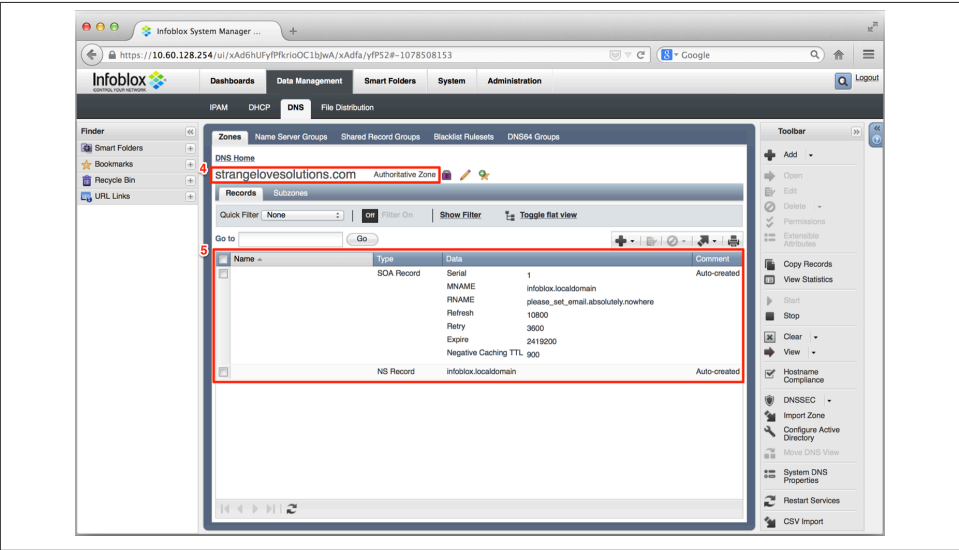 Infoblox System Manager ...
+
https://10.60.128.254/ui/xAd6hUFyfPfkrioOC1bJwA/xAdfa/yfP52#-1078508153
8 Google
Infoblox
CONTROL YOUR NETWORK
Dashboards Data Management Smart Folders System Administration
Logout
IPAM DHCP DNS File Distribution
Finder
Smart Folders
Bookmarks
Recycle Bin
URL Links
Zones Name Server Groups Shared Record Groups Blacklist Rulesets DNS64 Groups
DNS Home
4
strangelovesolutions.com Authoritative Zone
Records Subzones
Quick Filter None Off Filter On Show Filter Toggle flat view
Go to Go
5
Name Type Data Comment
SOA Record Serial 1 Auto-created
MNAME infoblox.localdomain
RNAME please_set_email.absolutely.nowhere
Refresh 10800
Retry 3600
Expire 2419200
Negative Caching TTL 900
NS Record infoblox.localdomain Auto-created
Toolbar
Add
Open
Edit
Delete
Permissions
Extensible
Attributes
Copy Records
View Statistics
Start
Stop
Clear
View
Hostname
Compliance
DNSSEC
Import Zone
Configure Active
Directory
Move DNS View
System DNS
Properties
Restart Services
CSV Import